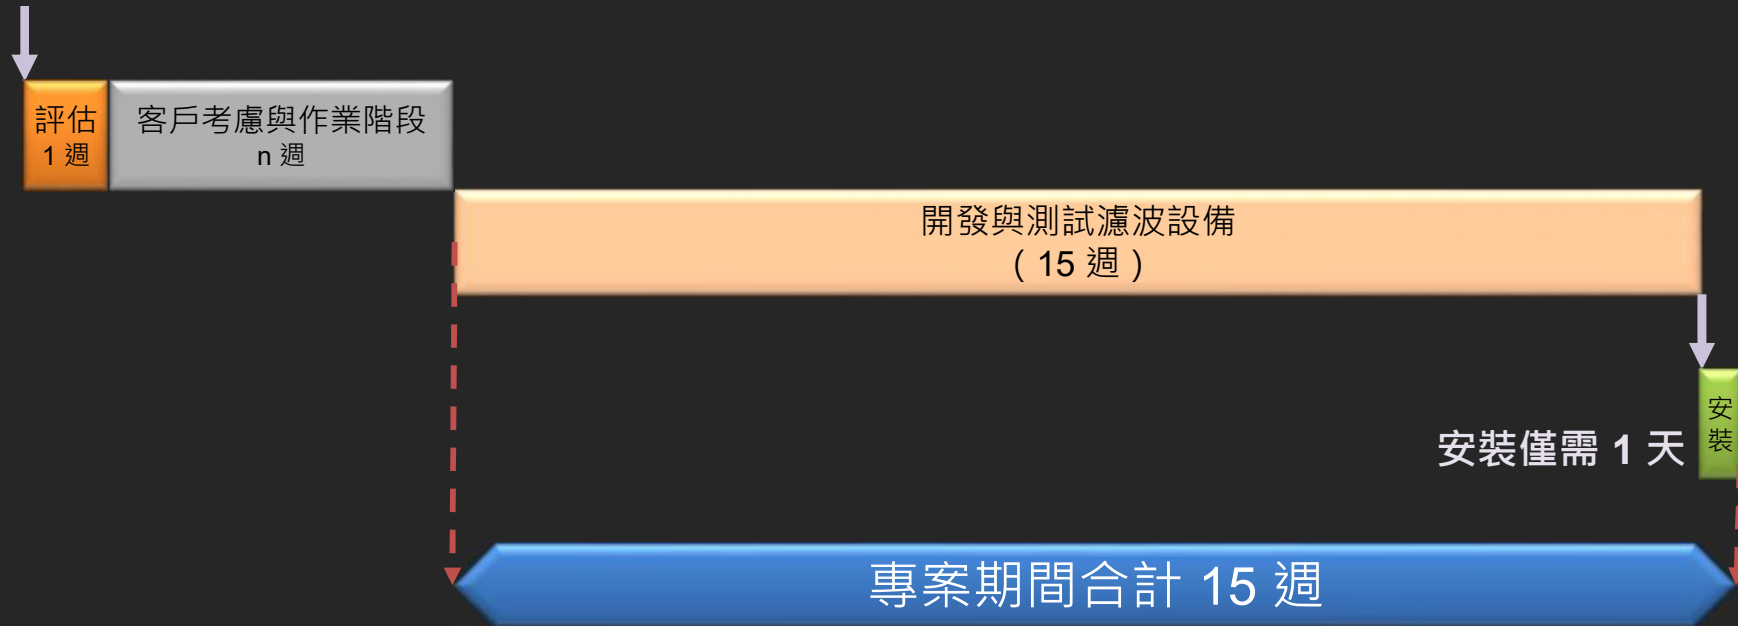 評估
1 週
客戶考慮與作業階段
n 週
開發與測試濾波設備
( 15 週 )
安裝
安裝僅需 1 天
專案期間合計 15 週